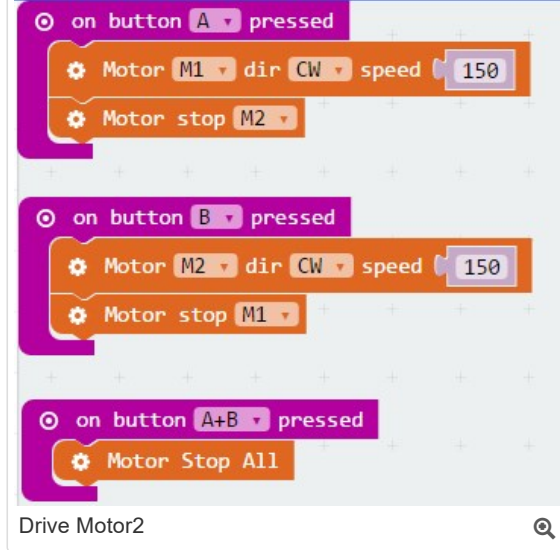 on button A pressed
Motor M1 dir CW speed 150
Motor stop M2
on button B pressed
Motor M2 dir CW speed 150
Motor stop M1
on button A+B pressed
Motor Stop All
Drive Motor2